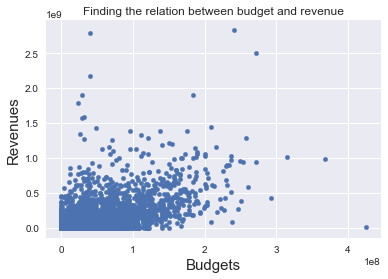 Finding the relation between budget and revenue
1e9
2.5
2.0
1.5
1.0
0.5
0.0
Revenues
0 1 2 3 4
1e8
Budgets